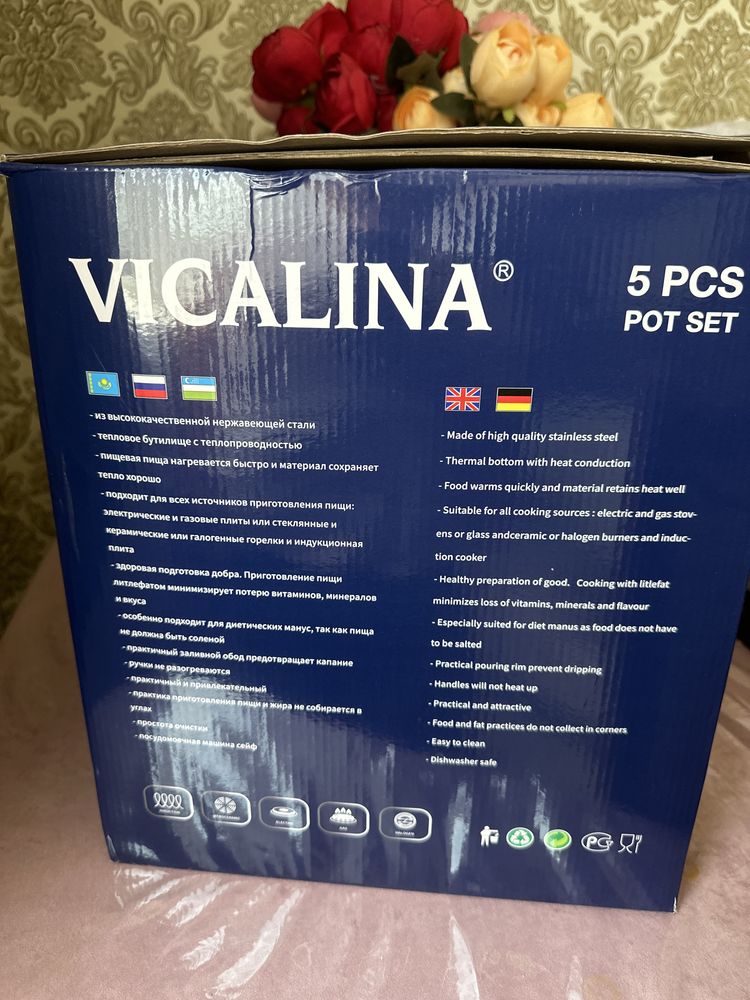 VICALINA®
5 PCS
POT SET
- из высококачественной нержавеющей стали
- тепловое бутилище с теплопроводностью
- пищевая пища нагревается быстро и материал сохраняет
тепло хорошо
- подходит для всех источников приготовления пищи:
электрические и газовые плиты или стеклянные и
керамические или галогенные горелки и индукционная
плита
- здоровая подготовка добра. Приготовление пищи
литлефатом минимизирует потерю витаминов, минералов
и вкуса
- особенно подходит для диетических манус, так как пища
не должна быть соленой
- практичный заливной обод предотвращает капание
- ручки не разогреваются
- практичный и привлекательный
- практика приготовления пищи и жира не собирается в
углах
- простота очистки
- посудомоечная машина сейф
- Made of high quality stainless steel
- Thermal bottom with heat conduction
- Food warms quickly and material retains heat well
- Suitable for all cooking sources : electric and gas stov-
ens or glass andceramic or halogen burners and induc-
tion cooker
- Healthy preparation of good. Cooking with litlefat
minimizes loss of vitamins, minerals and flavour
- Especially suited for diet manus as food does not have
to be salted
- Practical pouring rim prevent dripping
- Handles will not heat up
- Practical and attractive
- Food and fat practices do not collect in corners
- Easy to clean
- Dishwasher safe
GAS
HALOGEN